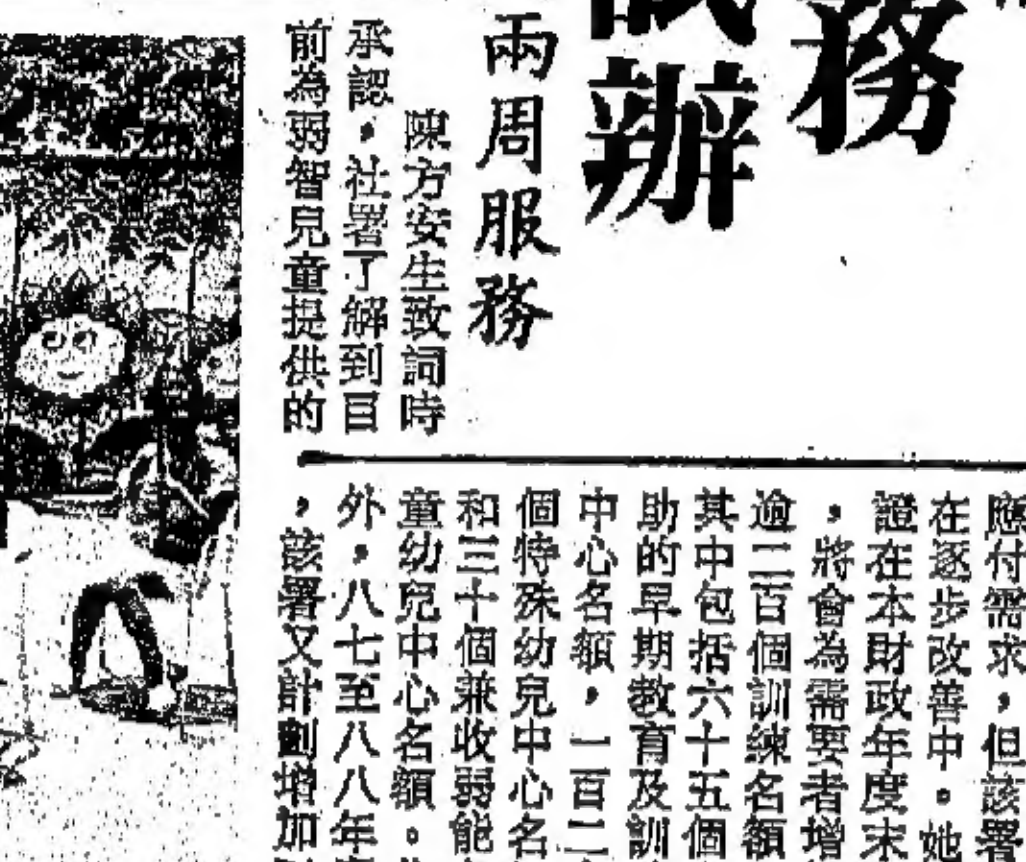 務
辦
兩周服務
陳方安生致詞時
承認，社署了解到目
前為弱智兒童提供的
應付需求，但該署
在逐步改善中。她
證在本財政年度末
，將會為需要者增
逾二百個訓練名額
其中包括六十五個
助的早期教育及訓
中心名額，一百二
個特殊幼兒中心名
和三十個兼收弱能
童幼兒中心名額。
外，八七至八八年
，該署又計劃增加